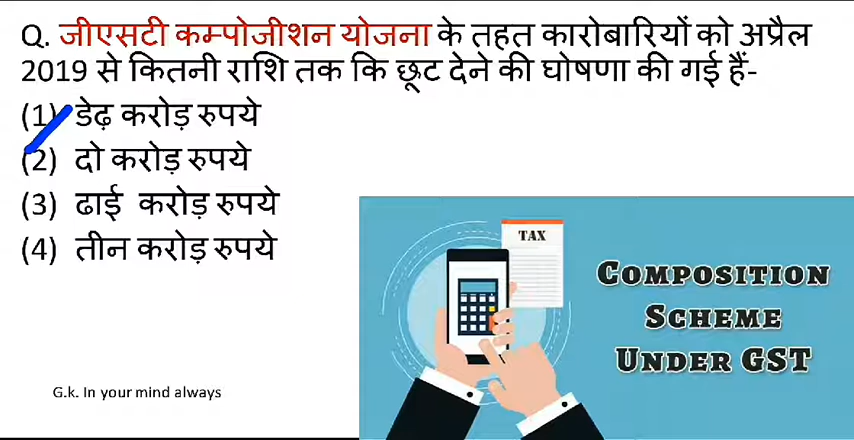 Q. जीएसटी कम्पोजीशन योजना के तहत कारोबारियों को अप्रैल
2019 से कितनी राशि तक कि छूट देने की घोषणा की गई हैं-
(1) डेढ़ करोड़ रुपये
(2) दो करोड़ रुपये
(3) ढाई करोड़ रुपये
(4) तीन करोड़ रुपये
TAX
COMPOSITION
SCHEME
UNDER GST
G.k. In your mind always